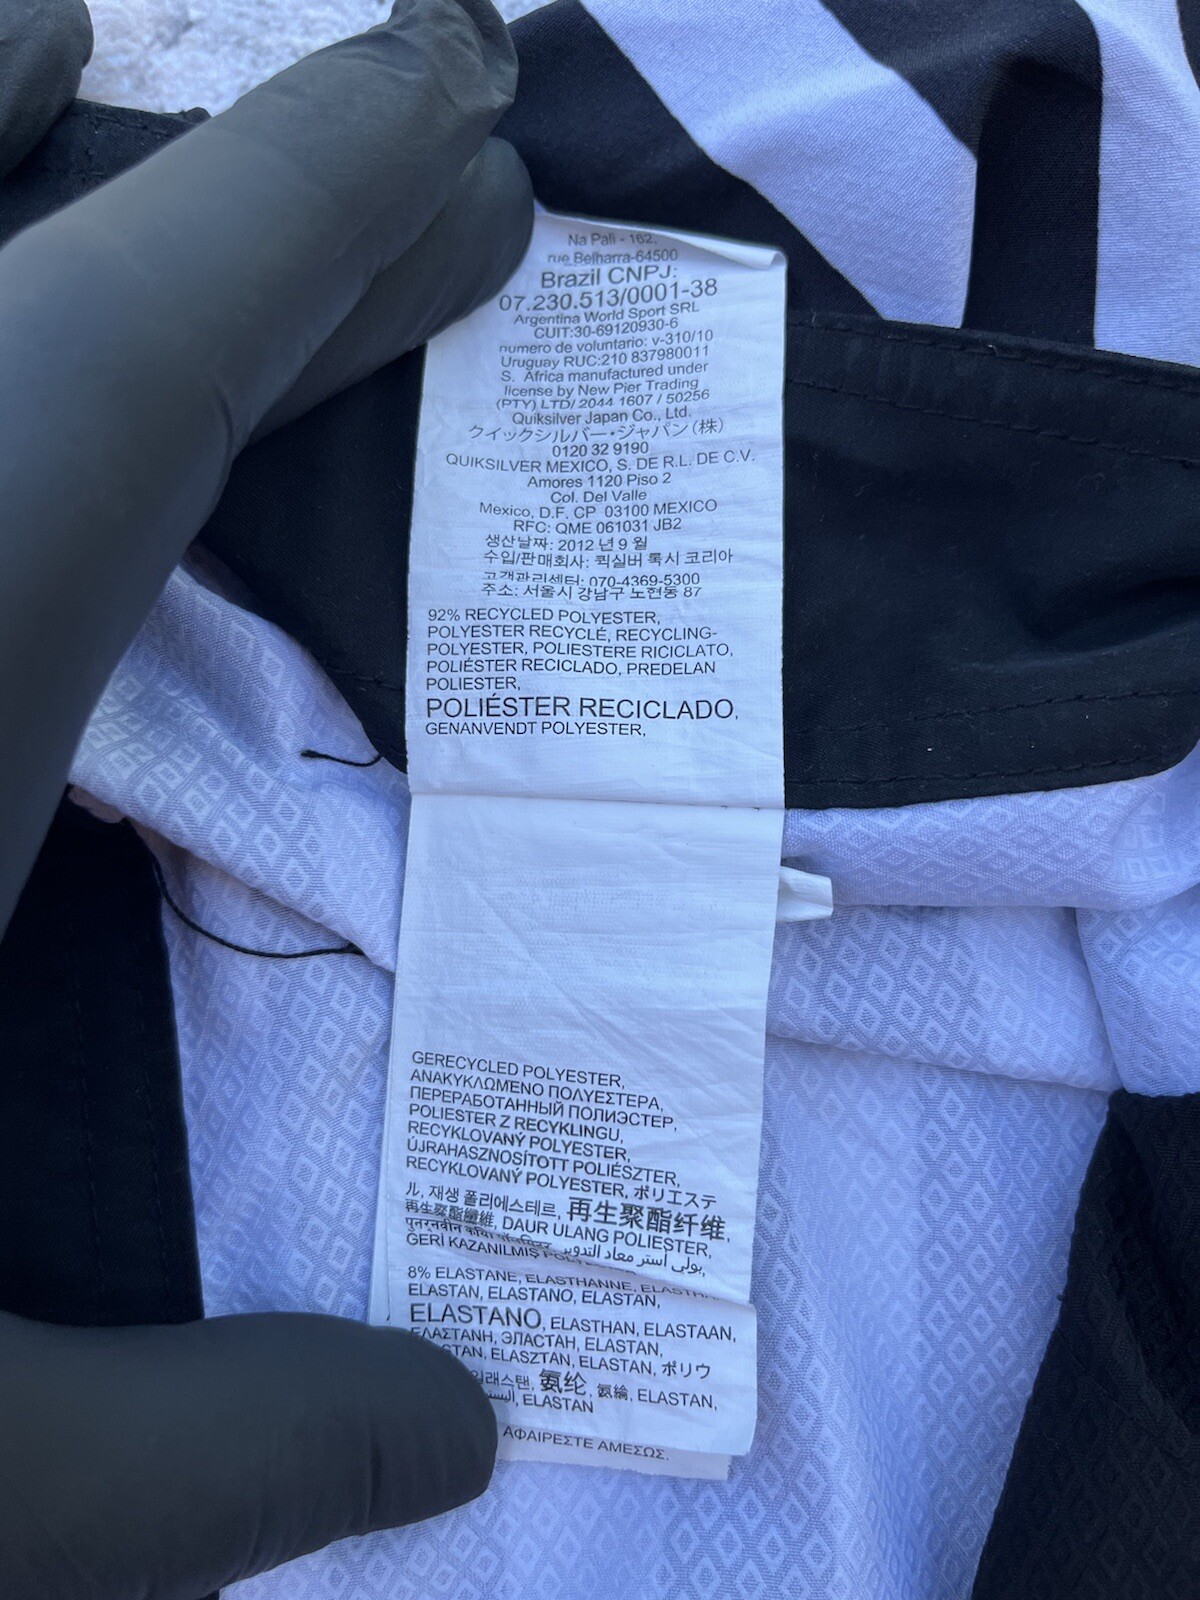 Na Pali - 162,
rue Belharra-64500
Brazil CNPJ:
07.230.513/0001-38
Argentina World Sport SRL
CUIT:30-69120930-6
numero de voluntario: v-310/10
Uruguay RUC:210 837980011
S. Africa manufactured under
license by New Pier Trading
(PTY) LTD/ 2044 1607 / 50256
Quiksilver Japan Co., Ltd.
クイックシルバー・ジャパン(株)
0120 32 9190
QUIKSILVER MEXICO, S. DE R.L. DE C.V.
Amores 1120 Piso 2
Col. Del Valle
Mexico, D.F. CP 03100 MEXICO
RFC: QME 061031 JB2
생산날짜: 2012 년 9 월
수입/판매회사: 퀵실버 록시 코리아
고객관리센터: 070-4369-5300
주소: 서울시 강남구 노현동 87
92% RECYCLED POLYESTER,
POLYESTER RECYCLÉ, RECYCLING-
POLYESTER, POLIESTERE RICICLATO,
POLIÉSTER RECICLADO, PREDELAN
POLIESTER,
POLIÉSTER RECICLADO,
GENANVENDT POLYESTER,
GERECYCLED POLYESTER,
ΑΝΑΚΥΚΛΩΜΕΝΟ ΠΟΛΥΕΣΤΕΡΑ,
ПЕРЕРАБОТАННЫЙ ПОЛИЭСТЕР,
POLIESTER Z RECYKLINGU,
RECYKLOVANÝ POLYESTER,
ÚJRAHASZNOSÍTOTT POLIÉSZTER,
RECYKLOVANÝ POLYESTER, ポリエステ
ル, 재생 폴리에스테르, 再生聚酯纤维,
再生聚酯纖維, DAUR ULANG POLIESTER,
بولي استر معاد التدوير,
GERİ KAZANILMIŞ
8% ELASTANE, ELASTHANNE,
ELASTAN, ELASTANO, ELASTAN,
ELASTANO, ELASTHAN, ELASTAAN,
ΕΛΑΣΤΑΝΗ, ЭЛАСТАН, ELASTAN,
ELASZTAN, ELASTAN, ポリウ
氨纶, 氨綸, ELASTAN,
ELASTAN
ΑΦΑΙΡΕΣΤΕ ΑΜΕΣΩΣ.